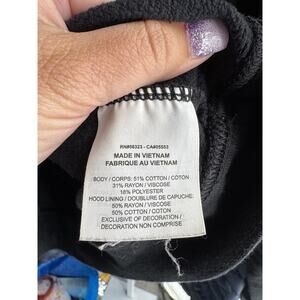 RN#56323 - CA#05553
MADE IN VIETNAM
FABRIQUE AU VIETNAM
BODY / CORPS: 51% COTTON / COTON
31% RAYON / VISCOSE
18% POLYESTER
HOOD LINING / DOUBLURE DE CAPUCHE:
50% RAYON / VISCOSE
50% COTTON / COTON
EXCLUSIVE OF DECORATION /
DECORATION NON COMPRISE